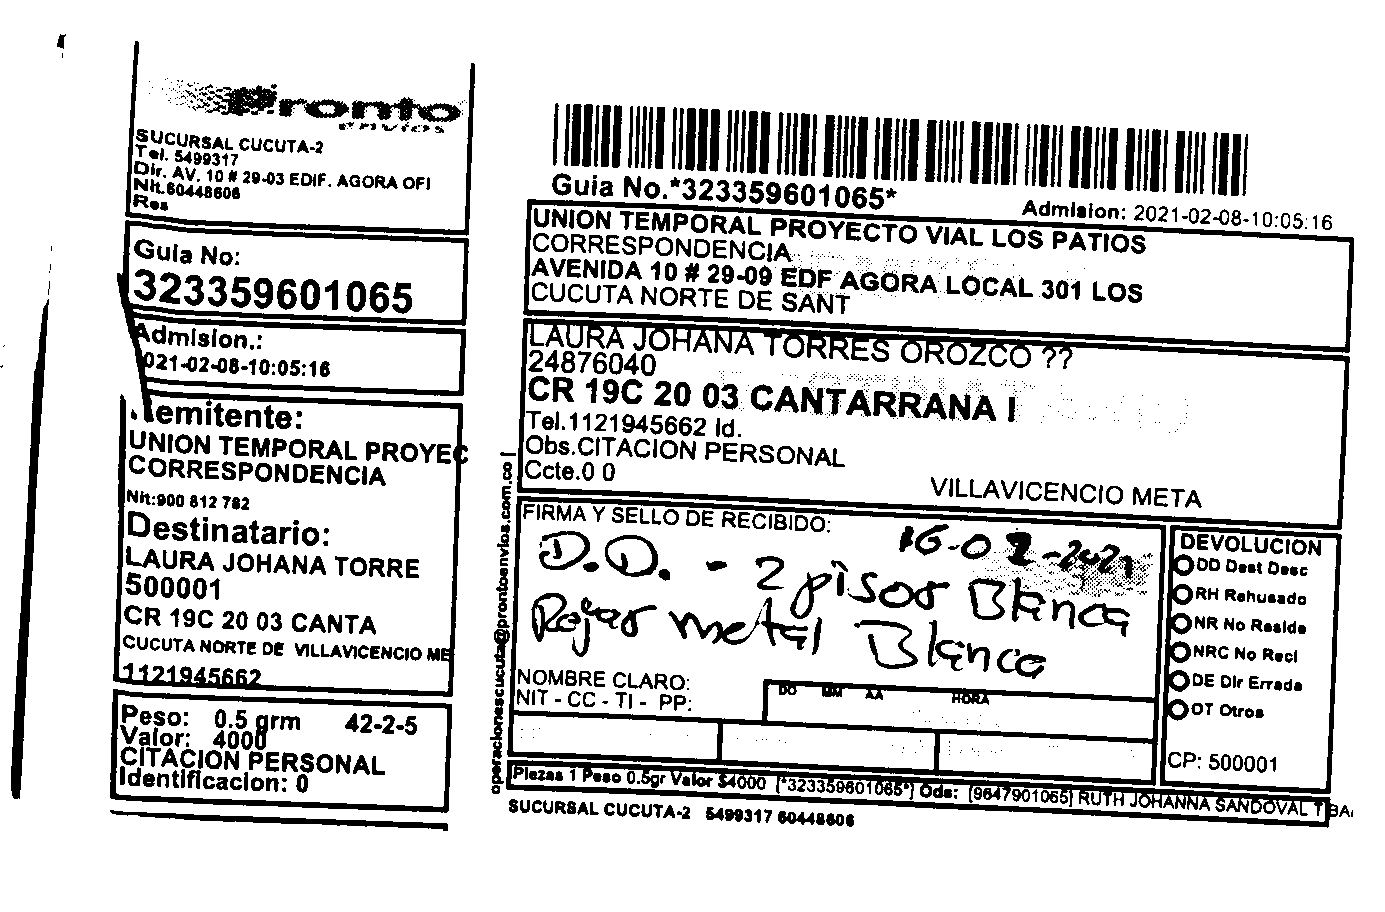 Pronto
envios
SUCURSAL CUCUTA-2
Tel. 5499317
Dir. AV. 10 # 29-03 EDIF. AGORA OFI
Nit.60448606
Res
Guia No:
323359601065
Admision.:
021-02-08-10:05:16
emitente:
UNION TEMPORAL PROYEC
CORRESPONDENCIA
Nit:900 812 782
Destinatario:
LAURA JOHANA TORRE
500001
CR 19C 20 03 CANTA
CUCUTA NORTE DE VILLAVICENCIO ME
1121945662
Peso: 0.5 grm 42-2-5
Valor: 4000
CITACION PERSONAL
Identificacion: 0
Guia No.*323359601065*
Admision: 2021-02-08-10:05:16
UNION TEMPORAL PROYECTO VIAL LOS PATIOS
CORRESPONDENCIA
AVENIDA 10 # 29-09 EDF AGORA LOCAL 301 LOS
CUCUTA NORTE DE SANT
LAURA JOHANA TORRES OROZCO ??
24876040
CR 19C 20 03 CANTARRANA I
Tel.1121945662 Id.
Obs.CITACION PERSONAL
Ccte.0 0
VILLAVICENCIO META
operacionescucuta@prontoenvios.com.co
FIRMA Y SELLO DE RECIBIDO:
16-02-2021
D.D. - 2 pisos Blanca
Rejas metal Blanca
NOMBRE CLARO:
NIT - CC - TI - PP:
DD MM AA HORA
DEVOLUCION
DD Dest Desc
RH Rehusado
NR No Reside
NRC No Recl
DE Dir Errada
OT Otros
CP: 500001
Piezas 1 Peso 0.5gr Valor $4000 [*323359601065*] Ods: [9647901065] RUTH JOHANNA SANDOVAL TIBA
SUCURSAL CUCUTA-2 5499317 60448606